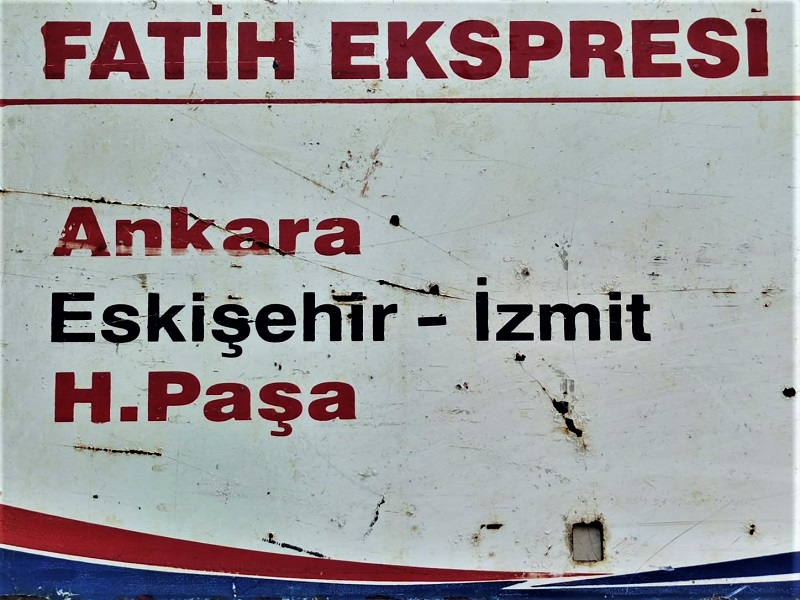 FATİH EKSPRESİ
Ankara
Eskişehir - İzmit
H.Paşa